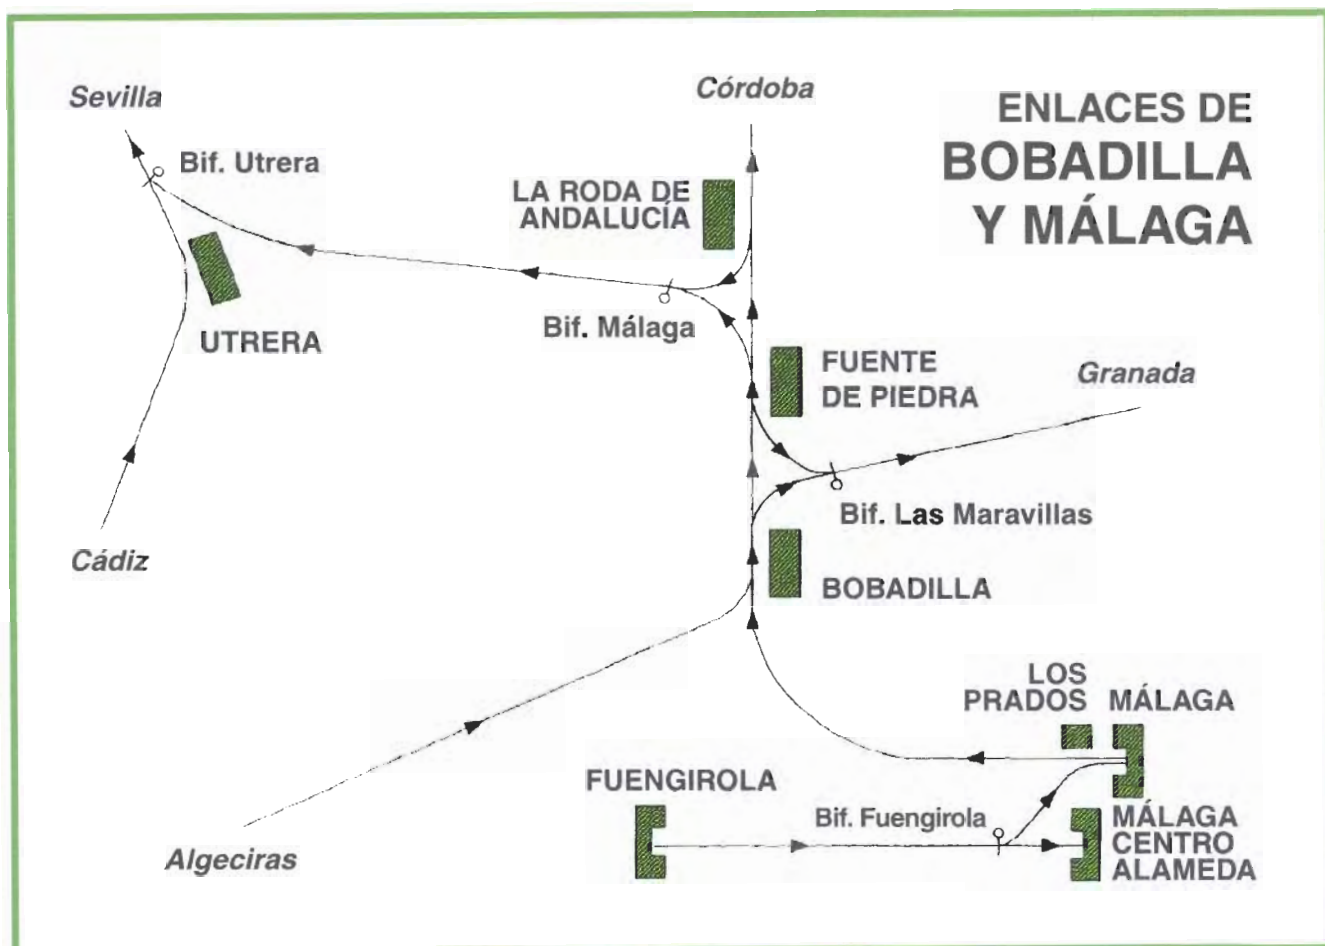 ENLACES DE
BOBADILLA
Y MÁLAGA
Sevilla
Córdoba
Bif. Utrera
LA RODA DE
ANDALUCÍA
UTRERA
Bif. Málaga
FUENTE
DE PIEDRA
Granada
Bif. Las Maravillas
Cádiz
BOBADILLA
LOS
PRADOS
MÁLAGA
FUENGIROLA
Bif. Fuengirola
MÁLAGA
CENTRO
ALAMEDA
Algeciras